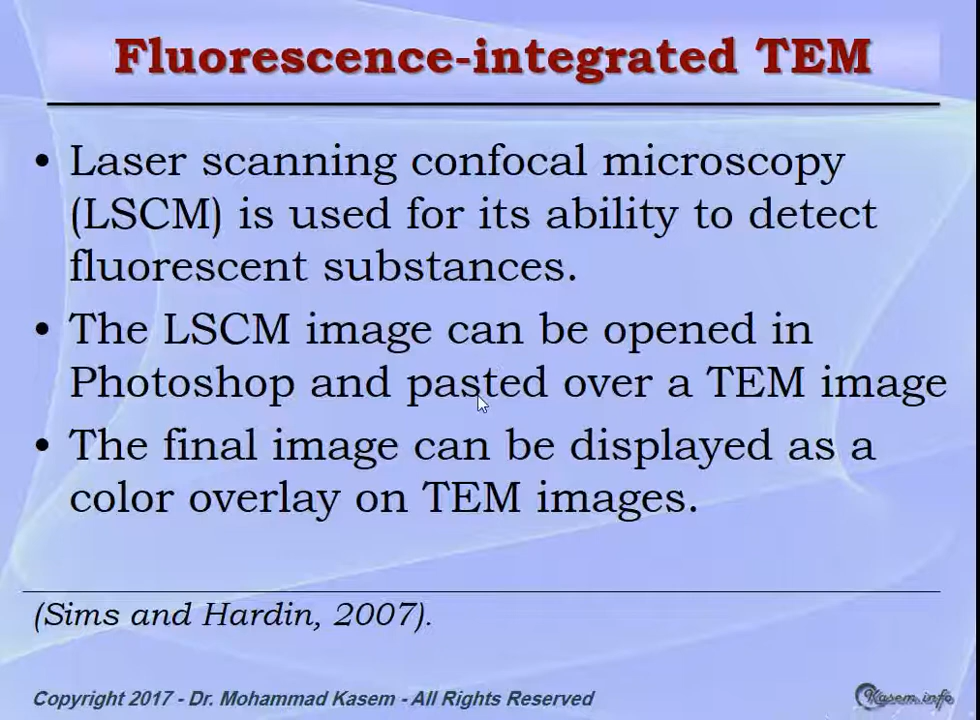 Fluorescence-integrated TEM
• Laser scanning confocal microscopy
(LSCM) is used for its ability to detect
fluorescent substances.
• The LSCM image can be opened in
Photoshop and pasted over a TEM image
• The final image can be displayed as a
color overlay on TEM images.
(Sims and Hardin, 2007).
Copyright 2017 - Dr. Mohammad Kasem - All Rights Reserved
Kasem.info